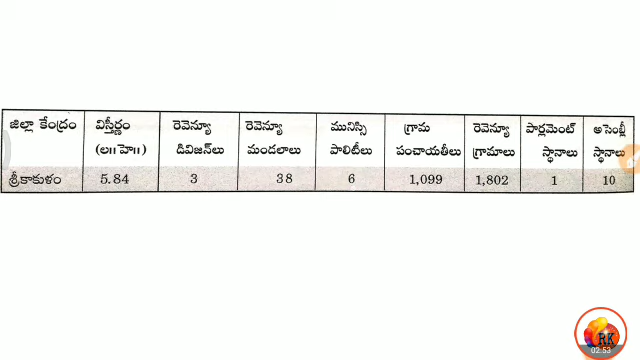 జిల్లా కేంద్రం విస్తీర్ణం రెవెన్యూ రెవెన్యూ మునిస్సి గ్రామ రెవెన్యూ పార్లమెంట్ అసెంబ్లీ
(ల॥హె॥) డివిజన్‌లు మండలాలు పాలిటీలు పంచాయతీలు గ్రామాలు స్థానాలు స్థానాలు
శ్రీకాకుళం 5.84 3 38 6 1,099 1,802 1 10
RK
02:53